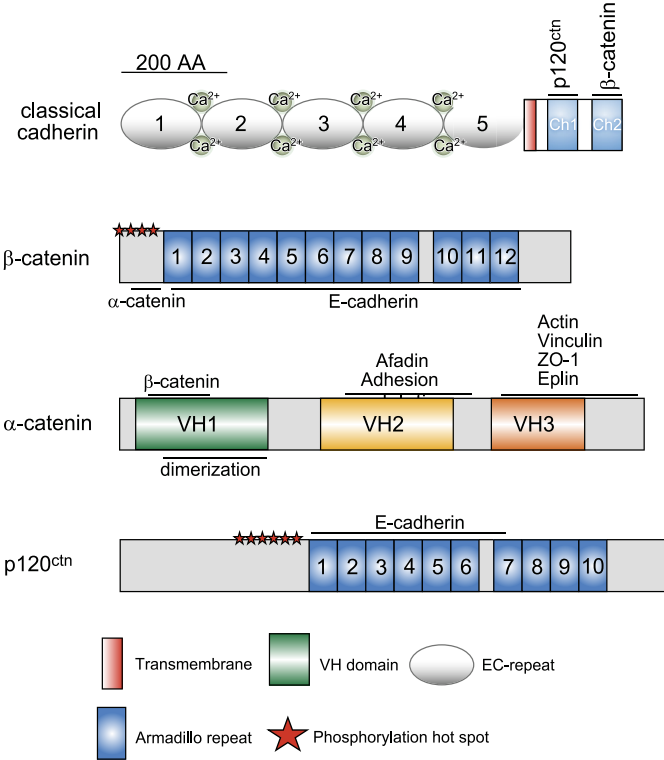 200 AA
p120ctn
β-catenin
classical
cadherin
Ca2+ Ca2+ Ca2+ Ca2+
1 2 3 4 5 Ch1 Ch2
Ca2+ Ca2+ Ca2+ Ca2+
β-catenin
1 2 3 4 5 6 7 8 9 10 11 12
α-catenin
E-cadherin
Actin
Vinculin
ZO-1
Eplin
Afadin
Adhesion
β-catenin
α-catenin
VH1 VH2 VH3
dimerization
E-cadherin
p120ctn
1 2 3 4 5 6 7 8 9 10
Transmembrane
VH domain
EC-repeat
Armadillo repeat
Phosphorylation hot spot